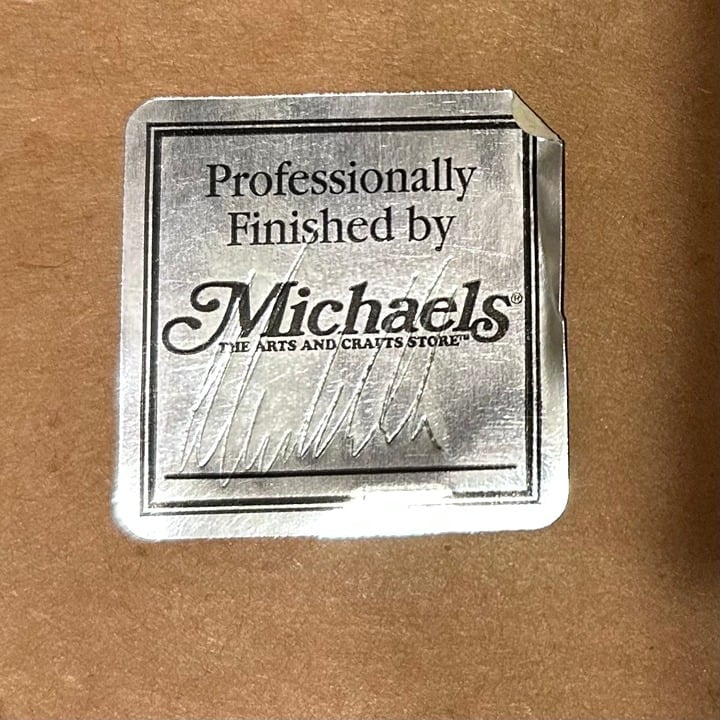 Professionally
Finished by
Michaels®
THE ARTS AND CRAFTS STORE™